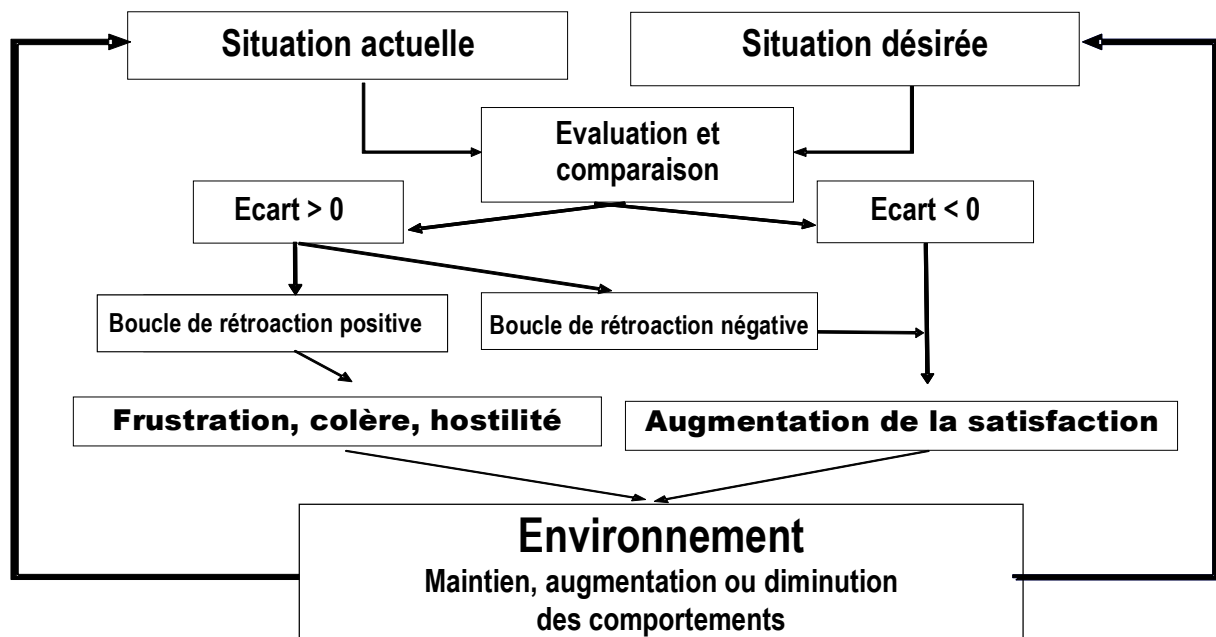 Situation actuelle
Situation désirée
Evaluation et
comparaison
Ecart > 0
Ecart < 0
Boucle de rétroaction positive
Boucle de rétroaction négative
Frustration, colère, hostilité
Augmentation de la satisfaction
Environnement
Maintien, augmentation ou diminution
des comportements